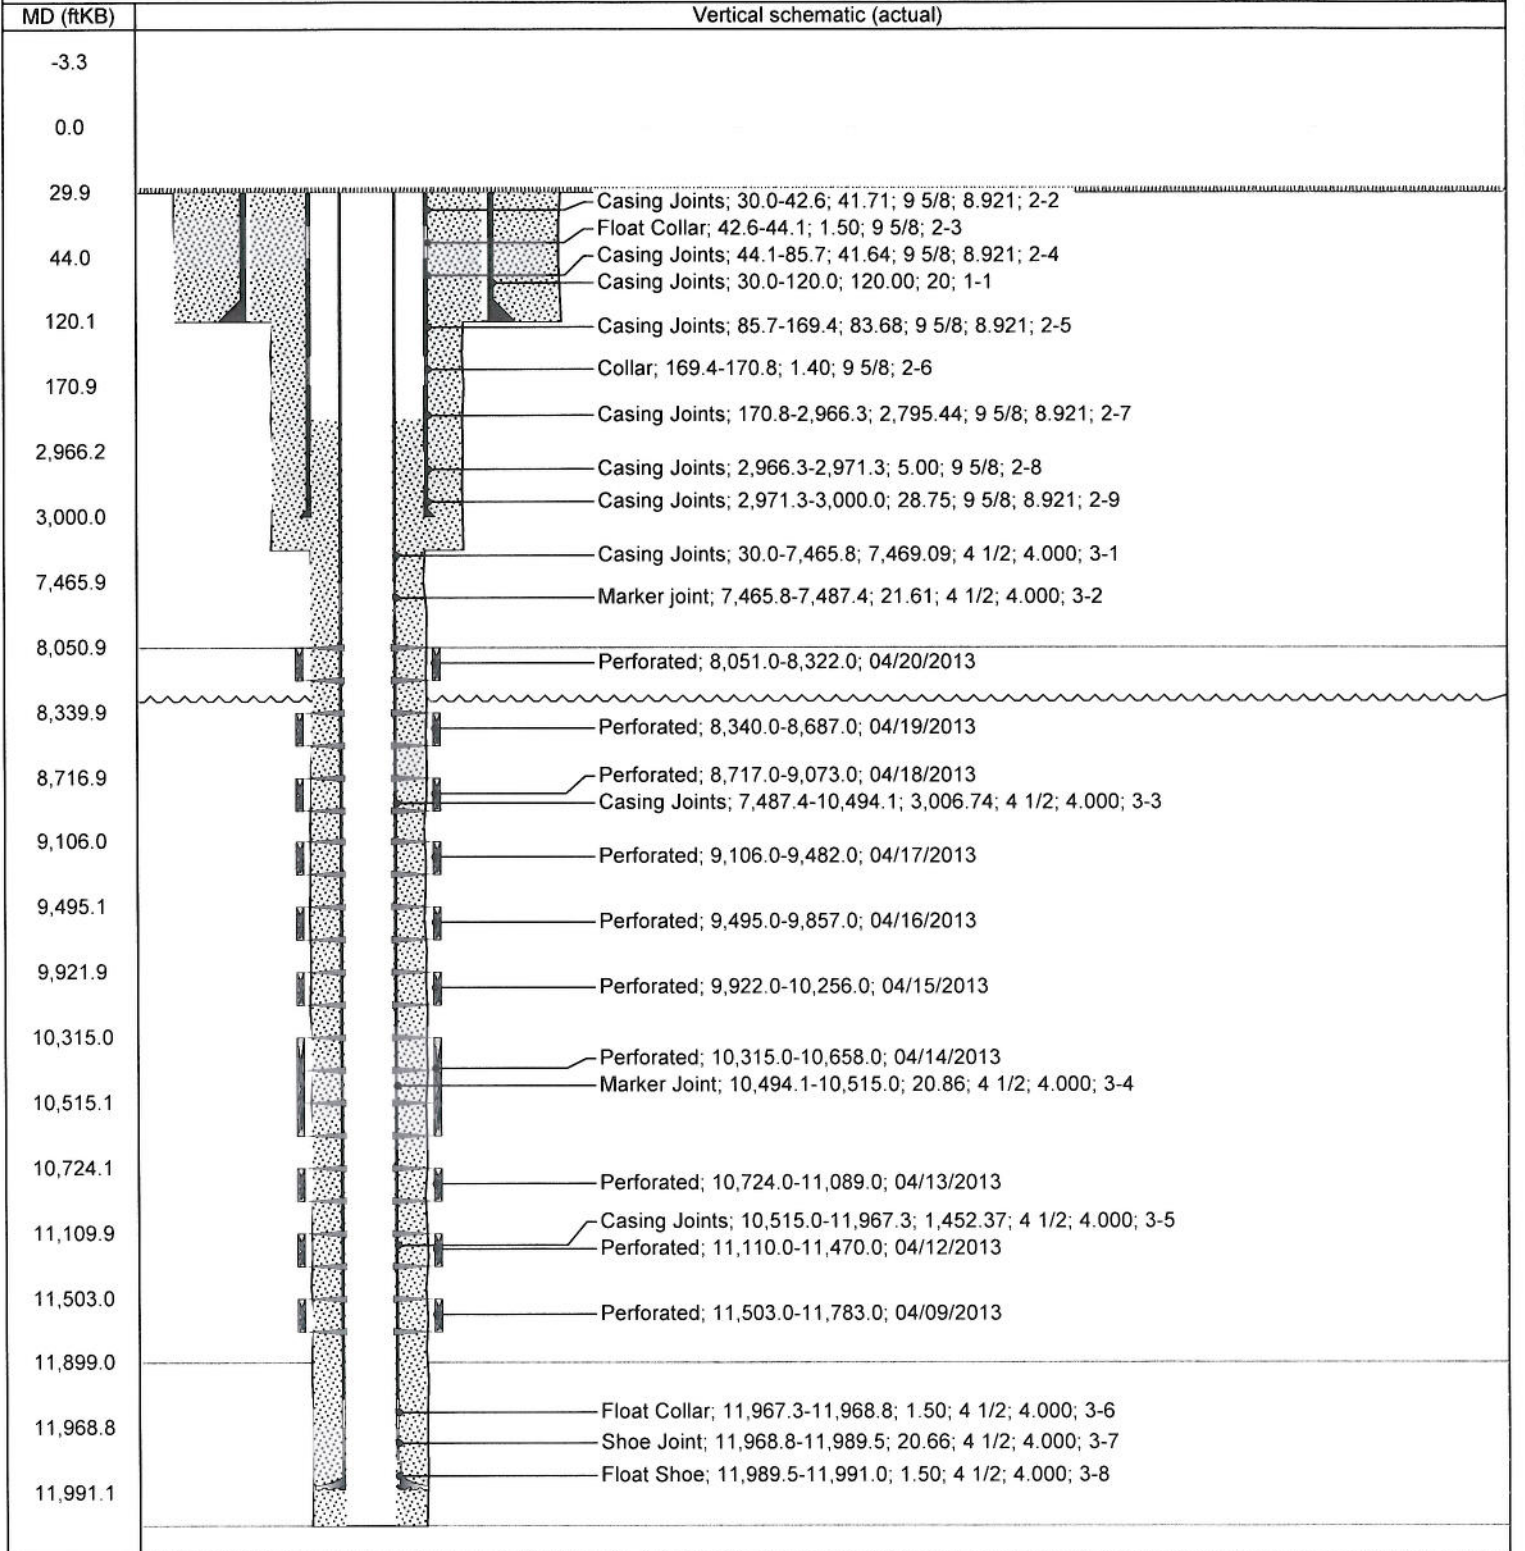 MD (ftKB)
Vertical schematic (actual)
-3.3
0.0
29.9
Casing Joints; 30.0-42.6; 41.71; 9 5/8; 8.921; 2-2
Float Collar; 42.6-44.1; 1.50; 9 5/8; 2-3
44.0
Casing Joints; 44.1-85.7; 41.64; 9 5/8; 8.921; 2-4
Casing Joints; 30.0-120.0; 120.00; 20; 1-1
120.1
Casing Joints; 85.7-169.4; 83.68; 9 5/8; 8.921; 2-5
Collar; 169.4-170.8; 1.40; 9 5/8; 2-6
170.9
Casing Joints; 170.8-2,966.3; 2,795.44; 9 5/8; 8.921; 2-7
2,966.2
Casing Joints; 2,966.3-2,971.3; 5.00; 9 5/8; 2-8
Casing Joints; 2,971.3-3,000.0; 28.75; 9 5/8; 8.921; 2-9
3,000.0
Casing Joints; 30.0-7,465.8; 7,469.09; 4 1/2; 4.000; 3-1
7,465.9
Marker joint; 7,465.8-7,487.4; 21.61; 4 1/2; 4.000; 3-2
8,050.9
Perforated; 8,051.0-8,322.0; 04/20/2013
8,339.9
Perforated; 8,340.0-8,687.0; 04/19/2013
8,716.9
Perforated; 8,717.0-9,073.0; 04/18/2013
Casing Joints; 7,487.4-10,494.1; 3,006.74; 4 1/2; 4.000; 3-3
9,106.0
Perforated; 9,106.0-9,482.0; 04/17/2013
9,495.1
Perforated; 9,495.0-9,857.0; 04/16/2013
9,921.9
Perforated; 9,922.0-10,256.0; 04/15/2013
10,315.0
Perforated; 10,315.0-10,658.0; 04/14/2013
Marker Joint; 10,494.1-10,515.0; 20.86; 4 1/2; 4.000; 3-4
10,515.1
10,724.1
Perforated; 10,724.0-11,089.0; 04/13/2013
Casing Joints; 10,515.0-11,967.3; 1,452.37; 4 1/2; 4.000; 3-5
11,109.9
Perforated; 11,110.0-11,470.0; 04/12/2013
11,503.0
Perforated; 11,503.0-11,783.0; 04/09/2013
11,899.0
Float Collar; 11,967.3-11,968.8; 1.50; 4 1/2; 4.000; 3-6
11,968.8
Shoe Joint; 11,968.8-11,989.5; 20.66; 4 1/2; 4.000; 3-7
Float Shoe; 11,989.5-11,991.0; 1.50; 4 1/2; 4.000; 3-8
11,991.1